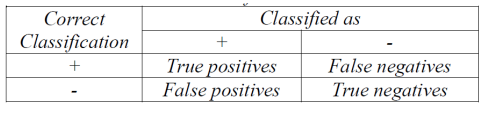 Correct Classification
Classified as
+ -
+ True positives False negatives
- False positives True negatives